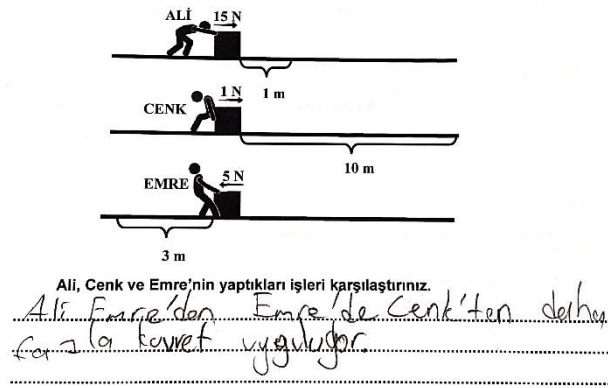 ALİ
15 N
1 m
CENK
1 N
10 m
EMRE
5 N
3 m
Ali, Cenk ve Emre'nin yaptıkları işleri karşılaştırınız.
Ali Emre'den Emre'de Cenk'ten daha
fazla kuvvet uyguluyor.